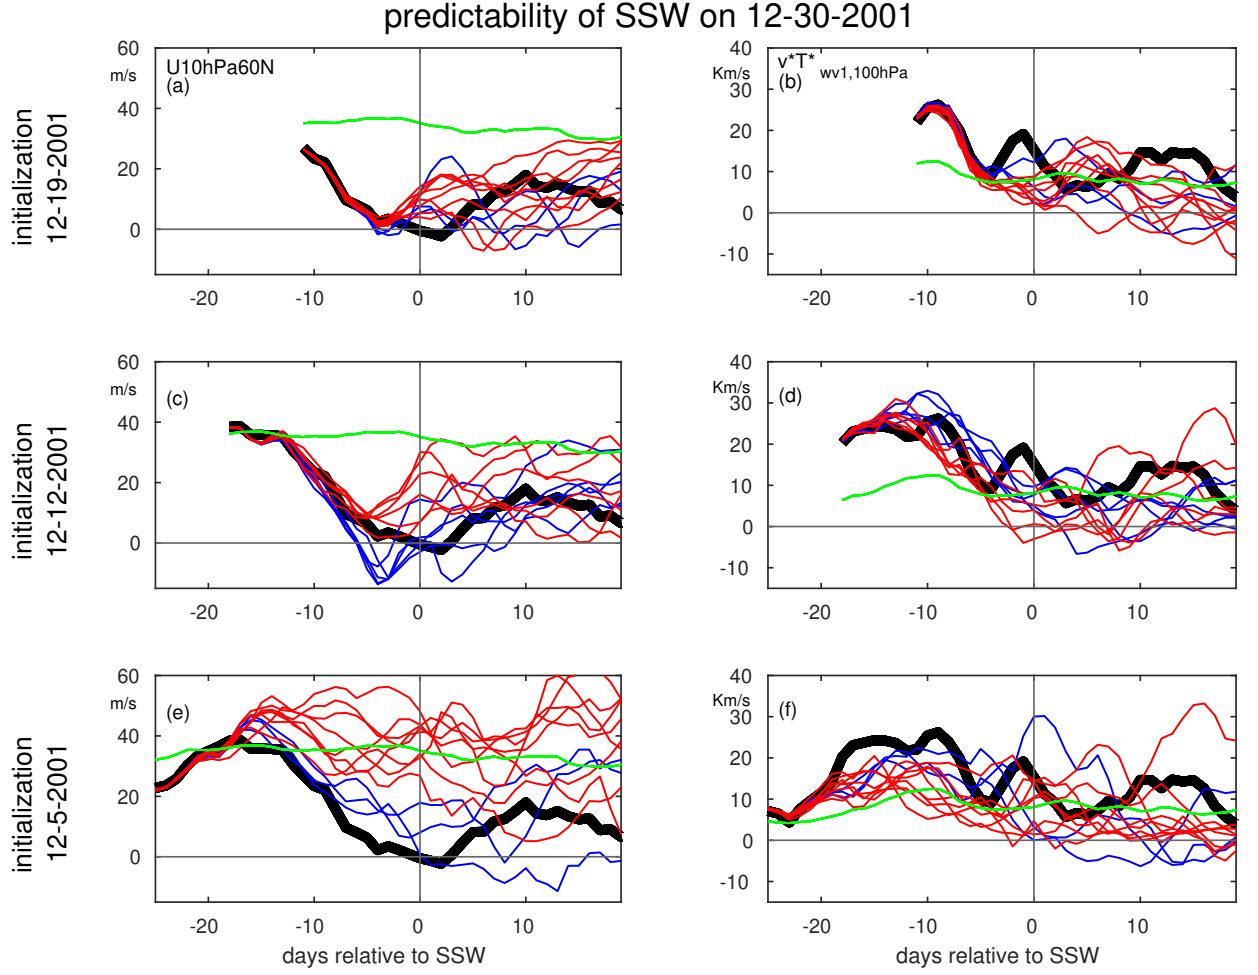 predictability of SSW on 12-30-2001
initialization
12-19-2001
60
40
20
0
m/s
U10hPa60N
(a)
-20
-10
0
10
40
30
20
10
0
-10
Km/s
v*T* wv1,100hPa
(b)
-20
-10
0
10
initialization
12-12-2001
60
40
20
0
m/s
(c)
-20
-10
0
10
40
30
20
10
0
-10
Km/s
(d)
-20
-10
0
10
initialization
12-5-2001
60
40
20
0
m/s
(e)
-20
-10
0
10
days relative to SSW
40
30
20
10
0
-10
Km/s
(f)
-20
-10
0
10
days relative to SSW